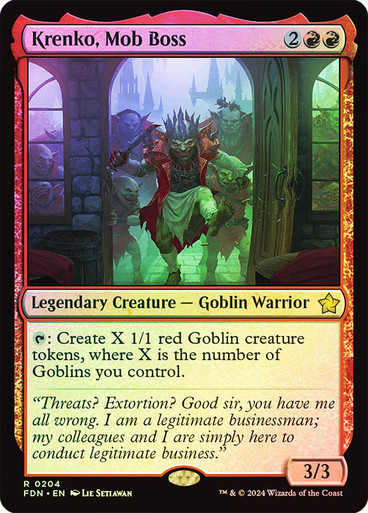 Krenko, Mob Boss 2
Legendary Creature — Goblin Warrior
: Create X 1/1 red Goblin creature
tokens, where X is the number of
Goblins you control.
“Threats? Extortion? Good sir, you have me
all wrong. I am a legitimate businessman;
my colleagues and I are simply here to
conduct legitimate business.”
3/3
R 0204
FDN • EN Lie Setiawan
™ & © 2024 Wizards of the Coast